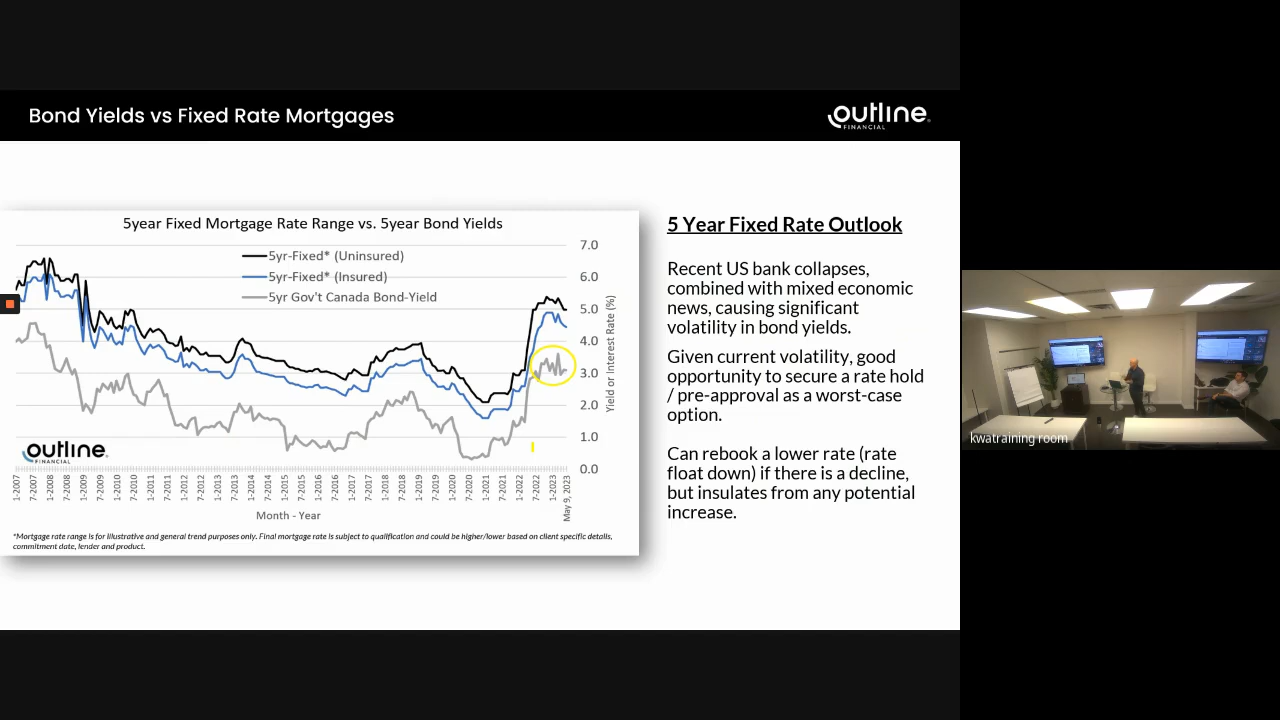 Bond Yields vs Fixed Rate Mortgages
outline
FINANCIAL
5year Fixed Mortgage Rate Range vs. 5year Bond Yields
5yr-Fixed* (Uninsured)
5yr-Fixed* (Insured)
5yr Gov't Canada Bond-Yield
7.0
6.0
5.0
4.0
3.0
2.0
1.0
0.0
Yield or Interest Rate (%)
outline
FINANCIAL
1-2007
7-2007
1-2008
7-2008
1-2009
7-2009
1-2010
7-2010
1-2011
7-2011
1-2012
7-2012
1-2013
7-2013
1-2014
7-2014
1-2015
7-2015
1-2016
7-2016
1-2017
7-2017
1-2018
7-2018
1-2019
7-2019
1-2020
7-2020
1-2021
7-2021
1-2022
7-2022
1-2023
May 9, 2023
Month - Year
*Mortgage rate range is for illustrative and general trend purposes only. Final mortgage rate is subject to qualification and could be higher/lower based on client specific details,
commitment date, lender and product.
5 Year Fixed Rate Outlook
Recent US bank collapses,
combined with mixed economic
news, causing significant
volatility in bond yields.
Given current volatility, good
opportunity to secure a rate hold
/ pre-approval as a worst-case
option.
Can rebook a lower rate (rate
float down) if there is a decline,
but insulates from any potential
increase.
kwatraining room